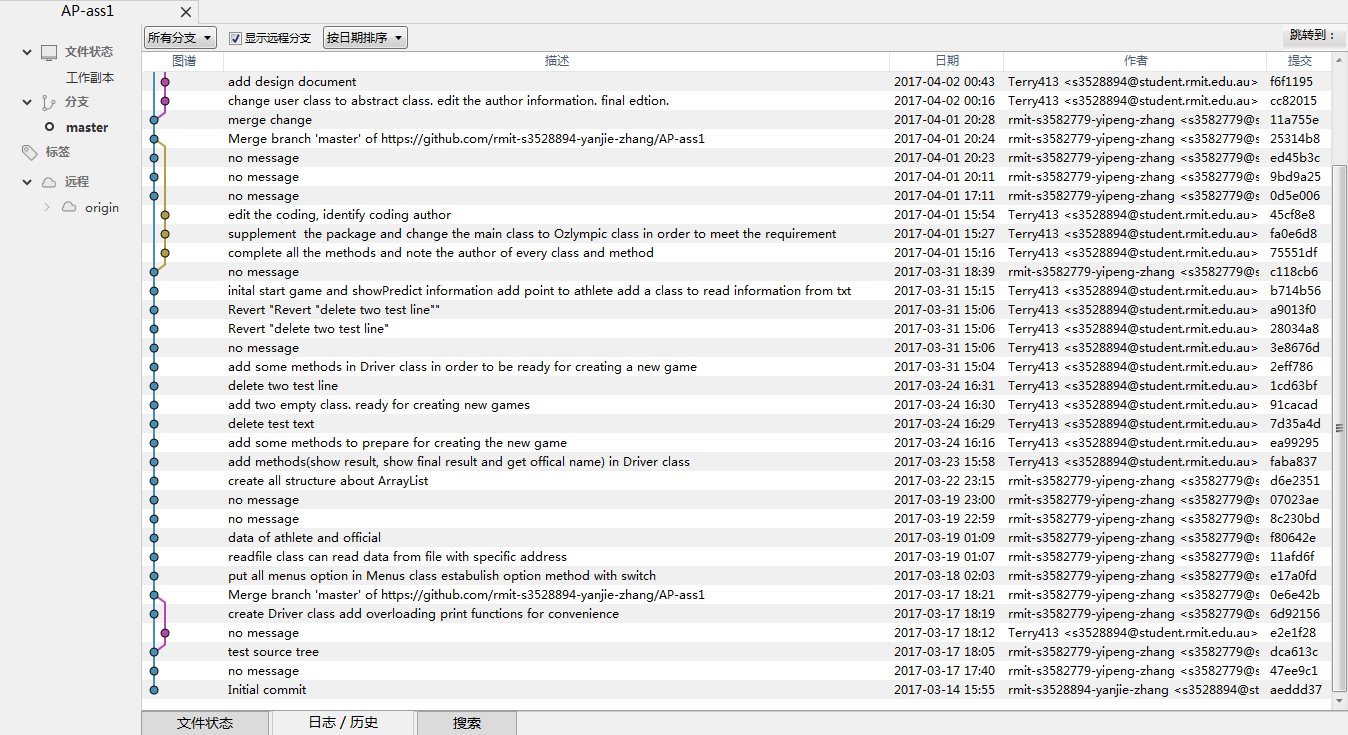 AP-ass1
文件状态
工作副本
分支
master
标签
远程
origin
所有分支 显示远程分支 按日期排序 跳转到：
图谱 描述 日期 作者 提交
add design document 2017-04-02 00:43 Terry413 <s3528894@student.rmit.edu.au> f6f1195
change user class to abstract class. edit the author information. final edtion. 2017-04-02 00:16 Terry413 <s3528894@student.rmit.edu.au> cc82015
merge change 2017-04-01 20:28 rmit-s3582779-yipeng-zhang <s3582779@s 11a755e
Merge branch 'master' of https://github.com/rmit-s3528894-yanjie-zhang/AP-ass1 2017-04-01 20:24 rmit-s3582779-yipeng-zhang <s3582779@s 25314b8
no message 2017-04-01 20:23 rmit-s3582779-yipeng-zhang <s3582779@s ed45b3c
no message 2017-04-01 20:11 rmit-s3582779-yipeng-zhang <s3582779@s 9bd9a25
no message 2017-04-01 17:11 rmit-s3582779-yipeng-zhang <s3582779@s 0d5e006
edit the coding, identify coding author 2017-04-01 15:54 Terry413 <s3528894@student.rmit.edu.au> 45cf8e8
supplement  the package and change the main class to Ozlympic class in order to meet the requirement 2017-04-01 15:27 Terry413 <s3528894@student.rmit.edu.au> fa0e6d8
complete all the methods and note the author of every class and method 2017-04-01 15:16 Terry413 <s3528894@student.rmit.edu.au> 75551df
no message 2017-03-31 18:39 rmit-s3582779-yipeng-zhang <s3582779@s c118cb6
inital start game and showPredict information add point to athlete add a class to read information from txt 2017-03-31 15:15 Terry413 <s3528894@student.rmit.edu.au> b714b56
Revert "Revert "delete two test line"" 2017-03-31 15:06 Terry413 <s3528894@student.rmit.edu.au> a9013f0
Revert "delete two test line" 2017-03-31 15:06 Terry413 <s3528894@student.rmit.edu.au> 28034a8
no message 2017-03-31 15:06 Terry413 <s3528894@student.rmit.edu.au> 3e8676d
add some methods in Driver class in order to be ready for creating a new game 2017-03-31 15:04 Terry413 <s3528894@student.rmit.edu.au> 2eff786
delete two test line 2017-03-24 16:31 Terry413 <s3528894@student.rmit.edu.au> 1cd63bf
add two empty class. ready for creating new games 2017-03-24 16:30 Terry413 <s3528894@student.rmit.edu.au> 91cacad
delete test text 2017-03-24 16:29 Terry413 <s3528894@student.rmit.edu.au> 7d35a4d
add some methods to prepare for creating the new game 2017-03-24 16:16 Terry413 <s3528894@student.rmit.edu.au> ea99295
add methods(show result, show final result and get offical name) in Driver class 2017-03-23 15:58 Terry413 <s3528894@student.rmit.edu.au> faba837
create all structure about ArrayList 2017-03-22 23:15 rmit-s3582779-yipeng-zhang <s3582779@s d6e2351
no message 2017-03-19 23:00 rmit-s3582779-yipeng-zhang <s3582779@s 07023ae
no message 2017-03-19 22:59 rmit-s3582779-yipeng-zhang <s3582779@s 8c230bd
data of athlete and official 2017-03-19 01:09 rmit-s3582779-yipeng-zhang <s3582779@s f80642e
readfile class can read data from file with specific address 2017-03-19 01:07 rmit-s3582779-yipeng-zhang <s3582779@s 11afd6f
put all menus option in Menus class estabulish option method with switch 2017-03-18 02:03 rmit-s3582779-yipeng-zhang <s3582779@s e17a0fd
Merge branch 'master' of https://github.com/rmit-s3528894-yanjie-zhang/AP-ass1 2017-03-17 18:21 rmit-s3582779-yipeng-zhang <s3582779@s 0e6e42b
create Driver class add overloading print functions for convenience 2017-03-17 18:19 rmit-s3582779-yipeng-zhang <s3582779@s 6d92156
no message 2017-03-17 18:12 Terry413 <s3528894@student.rmit.edu.au> e2e1f28
test source tree 2017-03-17 18:05 rmit-s3582779-yipeng-zhang <s3582779@s dca613c
no message 2017-03-17 17:40 rmit-s3582779-yipeng-zhang <s3582779@s 47ee9c1
Initial commit 2017-03-14 15:55 rmit-s3528894-yanjie-zhang <s3528894@st aeddd37
文件状态 日志 / 历史 搜索